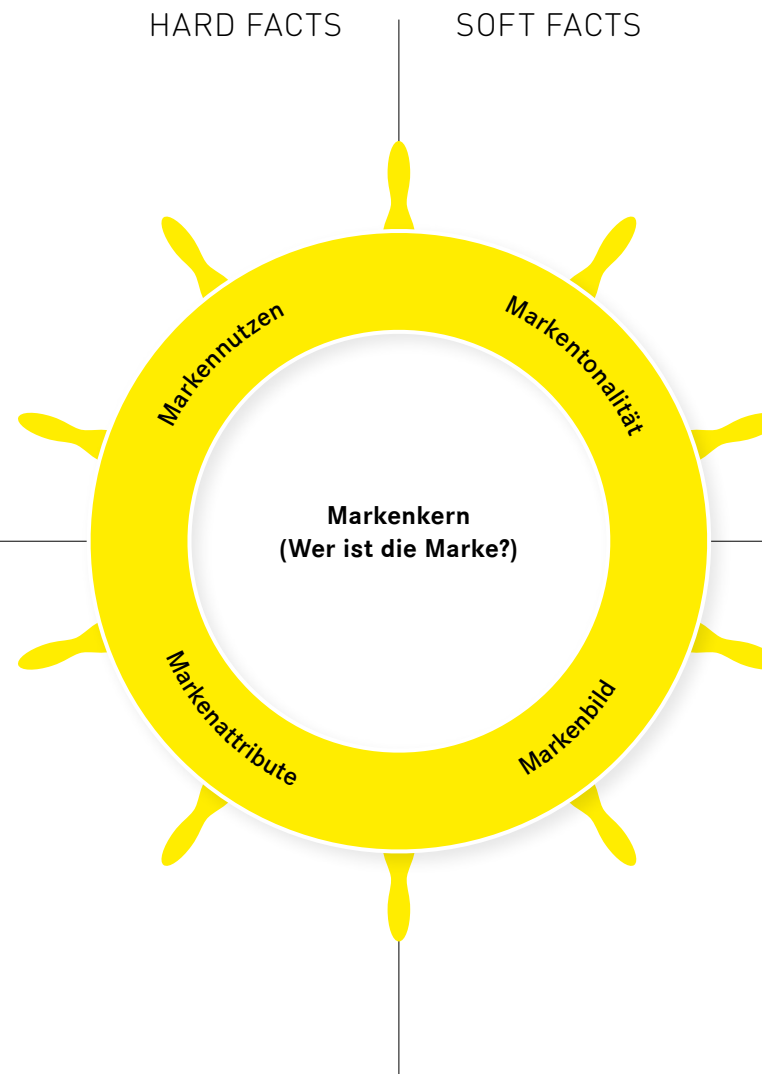 HARD FACTS
SOFT FACTS
Markennutzen
Markentonalität
Markenkern
(Wer ist die Marke?)
Markenattribute
Markenbild